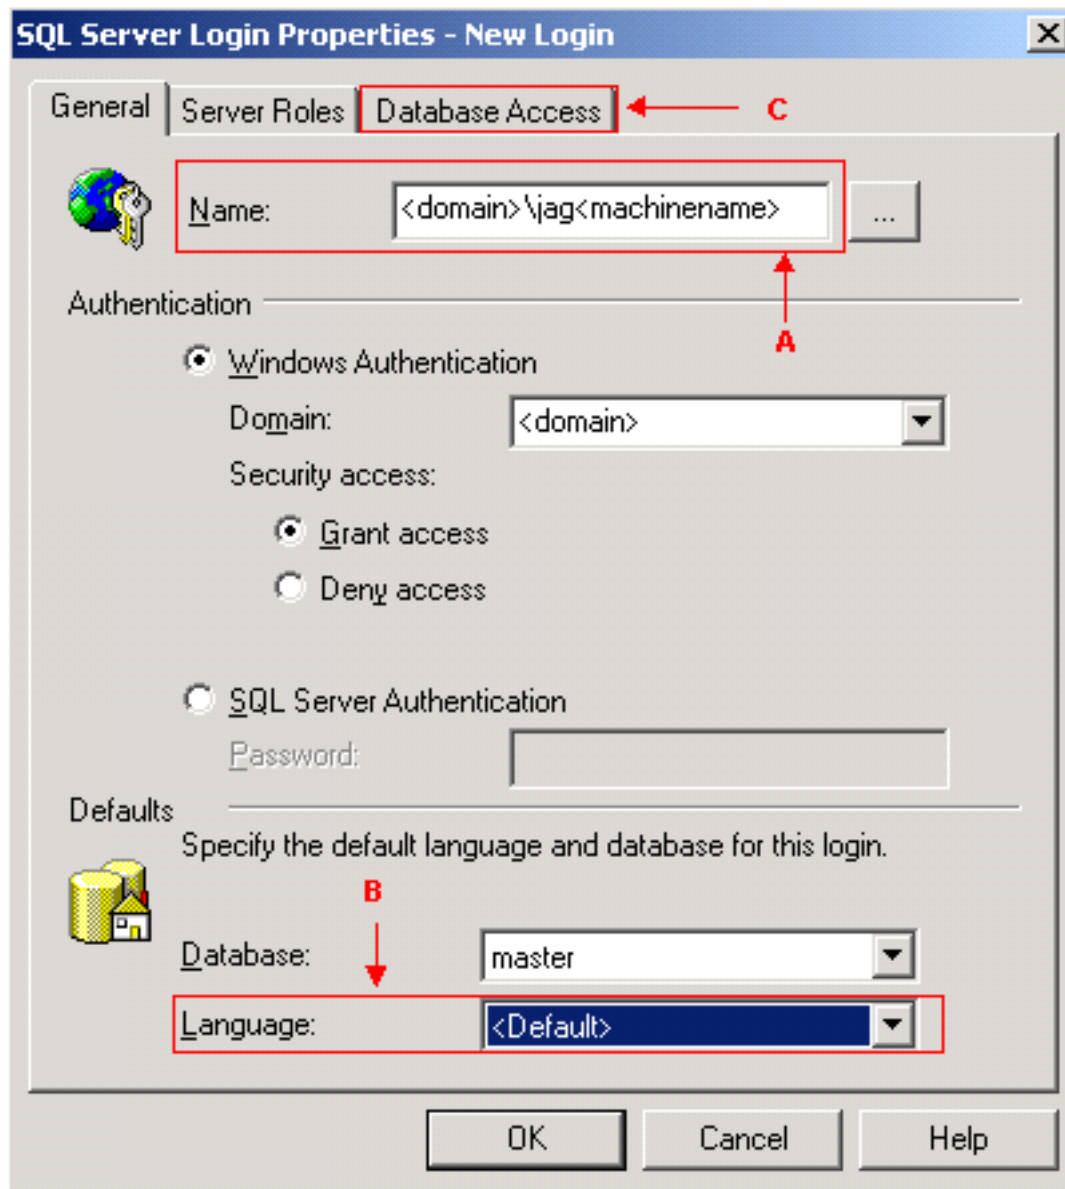 SQL Server Login Properties - New Login
General Server Roles Database Access C
Name: <domain>\jag<machinename> ...
A
Authentication
Windows Authentication
Domain: <domain>
Security access:
Grant access
Deny access
SQL Server Authentication
Password:
Defaults
Specify the default language and database for this login.
B
Database: master
Language: <Default>
OK Cancel Help